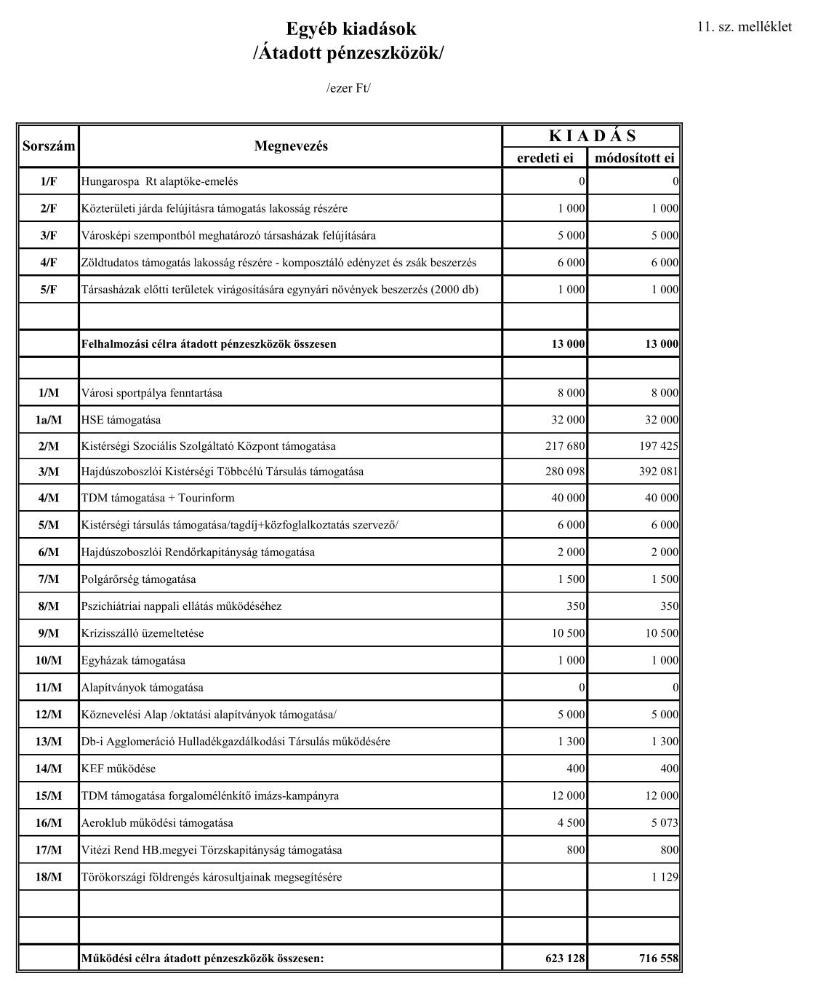 Egyéb kiadások
11. sz. melléklet
/Átadott pénzeszközök/
/ezer Ft/
Sorszám Megnevezés K I A D Á S
eredeti ei módosított ei
1/F Hungarospa Rt alaptőke-emelés 0 0
2/F Közterületi járda felújításra támogatás lakosság részére 1 000 1 000
3/F Városképi szempontból meghatározó társasházak felújítására 5 000 5 000
4/F Zöldtudatos támogatás lakosság részére - komposztáló edényzet és zsák beszerzés 6 000 6 000
5/F Társasházak előtti területek virágosítására egynyári növények beszerzés (2000 db) 1 000 1 000
Felhalmozási célra átadott pénzeszközök összesen 13 000 13 000
1/M Városi sportpálya fenntartása 8 000 8 000
1a/M HSE támogatása 32 000 32 000
2/M Kistérségi Szociális Szolgáltató Központ támogatása 217 680 197 425
3/M Hajdúszoboszlói Kistérségi Többcélú Társulás támogatása 280 098 392 081
4/M TDM támogatása + Tourinform 40 000 40 000
5/M Kistérségi társulás támogatása/tagdíj+közfoglalkoztatás szervező/ 6 000 6 000
6/M Hajdúszoboszlói Rendőrkapitányság támogatása 2 000 2 000
7/M Polgárőrség támogatása 1 500 1 500
8/M Pszichiátriai nappali ellátás működéséhez 350 350
9/M Krízisszálló üzemeltetése 10 500 10 500
10/M Egyházak támogatása 1 000 1 000
11/M Alapítványok támogatása 0 0
12/M Köznevelési Alap /oktatási alapítványok támogatása/ 5 000 5 000
13/M Db-i Agglomeráció Hulladékgazdálkodási Társulás működésére 1 300 1 300
14/M KEF működése 400 400
15/M TDM támogatása forgalomélénkítő imázs-kampányra 12 000 12 000
16/M Aeroklub működési támogatása 4 500 5 073
17/M Vitézi Rend HB.megyei Törzskapitányság támogatása 800 800
18/M Törökországi földrengés károsultjainak megsegítésére 1 129
Működési célra átadott pénzeszközök összesen: 623 128 716 558